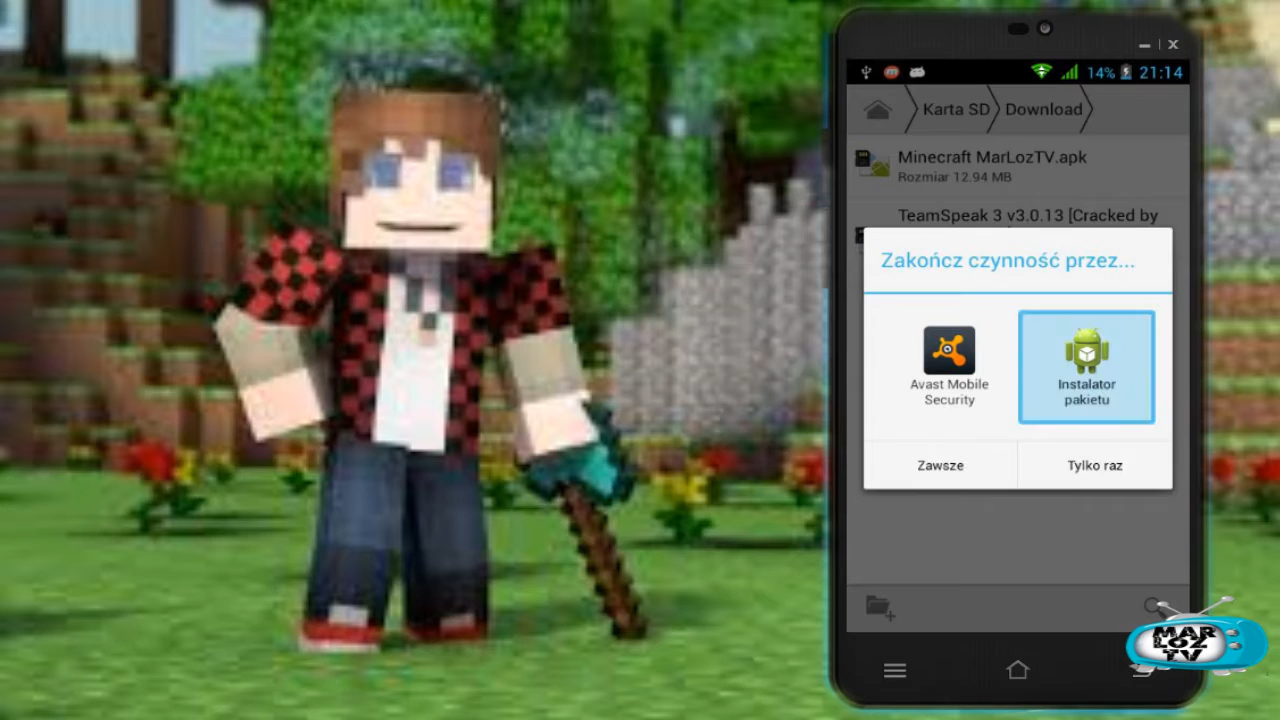 14% 21:14
Karta SD Download
Minecraft MarLozTV.apk
Rozmiar 12.94 MB
TeamSpeak 3 v3.0.13 [Cracked by
Zakończ czynność przez...
Avast Mobile
Security
Instalator
pakietu
Zawsze Tylko raz
MAR
LOZ
TV